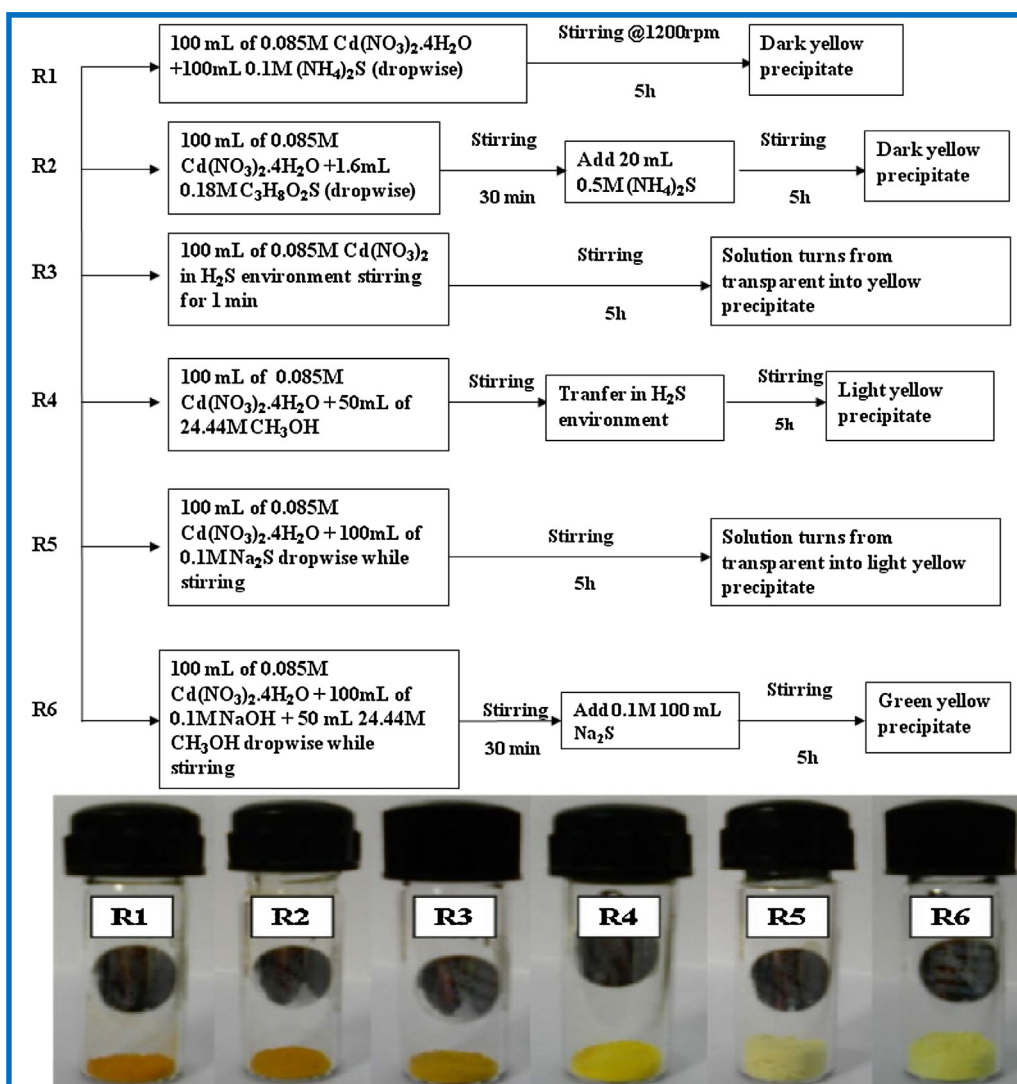 R1
100 mL of 0.085M Cd(NO₃)₂.4H₂O
+100mL 0.1M (NH₄)₂S (dropwise)
Stirring @1200rpm
5h
Dark yellow
precipitate
R2
100 mL of 0.085M
Cd(NO₃)₂.4H₂O +1.6mL
0.18M C₃H₈O₂S (dropwise)
Stirring
30 min
Add 20 mL
0.5M (NH₄)₂S
Stirring
5h
Dark yellow
precipitate
R3
100 mL of 0.085M Cd(NO₃)₂
in H₂S environment stirring
for 1 min
Stirring
5h
Solution turns from
transparent into yellow
precipitate
R4
100 mL of 0.085M
Cd(NO₃)₂.4H₂O + 50mL of
24.44M CH₃OH
Stirring
Tranfer in H₂S
environment
Stirring
5h
Light yellow
precipitate
R5
100 mL of 0.085M
Cd(NO₃)₂.4H₂O + 100mL of
0.1M Na₂S dropwise while
stirring
Stirring
5h
Solution turns from
transparent into light yellow
precipitate
R6
100 mL of 0.085M
Cd(NO₃)₂.4H₂O + 100mL of
0.1M NaOH + 50 mL 24.44M
CH₃OH dropwise while
stirring
Stirring
30 min
Add 0.1M 100 mL
Na₂S
Stirring
5h
Green yellow
precipitate
R1 R2 R3 R4 R5 R6